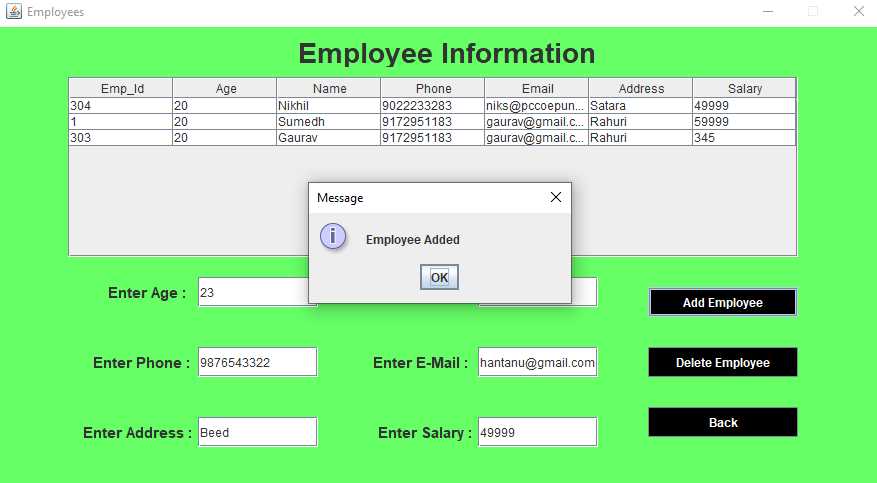 Employees
Employee Information
Emp_Id Age Name Phone Email Address Salary
304 20 Nikhil 9022233283 niks@pccoepun... Satara 49999
1 20 Sumedh 9172951183 gaurav@gmail.c... Rahuri 59999
303 20 Gaurav 9172951183 gaurav@gmail.c... Rahuri 345
Message
Employee Added
OK
Enter Age : 23
Add Employee
Enter Phone : 9876543322 Enter E-Mail : hantanu@gmail.com Delete Employee
Enter Address : Beed Enter Salary : 49999 Back